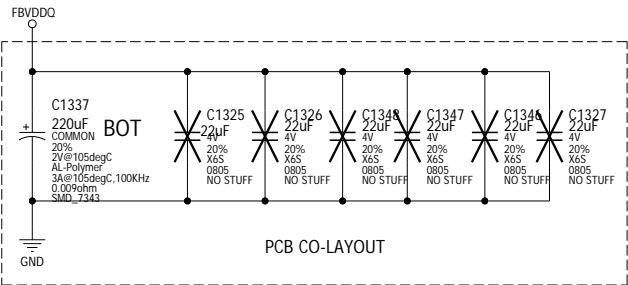 FBVDDQ
C1337
220uF
COMMON
20%
2V@105degC
AL-Polymer
3A@105degC,100KHz
0.009ohm
SMD_7343
BOT
C1325
22uF
4V
20%
X6S
0805
NO STUFF
C1326
22uF
4V
20%
X6S
0805
NO STUFF
C1348
22uF
4V
20%
X6S
0805
NO STUFF
C1347
22uF
4V
20%
X6S
0805
NO STUFF
C1346
22uF
4V
20%
X6S
0805
NO STUFF
C1327
22uF
4V
20%
X6S
0805
NO STUFF
GND
PCB CO-LAYOUT